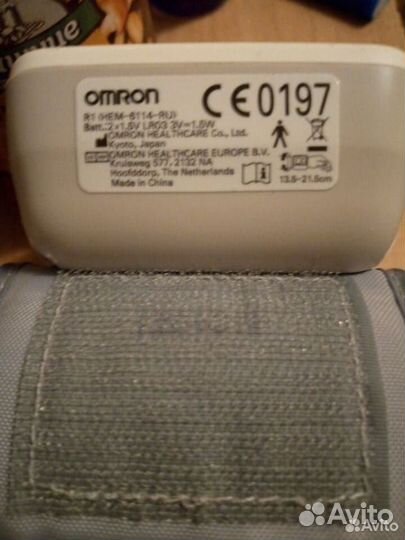 OMRON
CE0197
R1 (HEM-6114-RU)
Batt.:2×1.5V LR03 3V⎓1.5W
OMRON HEALTHCARE Co., Ltd.
Kyoto, Japan
OMRON HEALTHCARE EUROPE B.V.
Kruisweg 577, 2132 NA
Hoofddorp, The Netherlands
Made in China
13.5-21.5cm
Avito
Avito